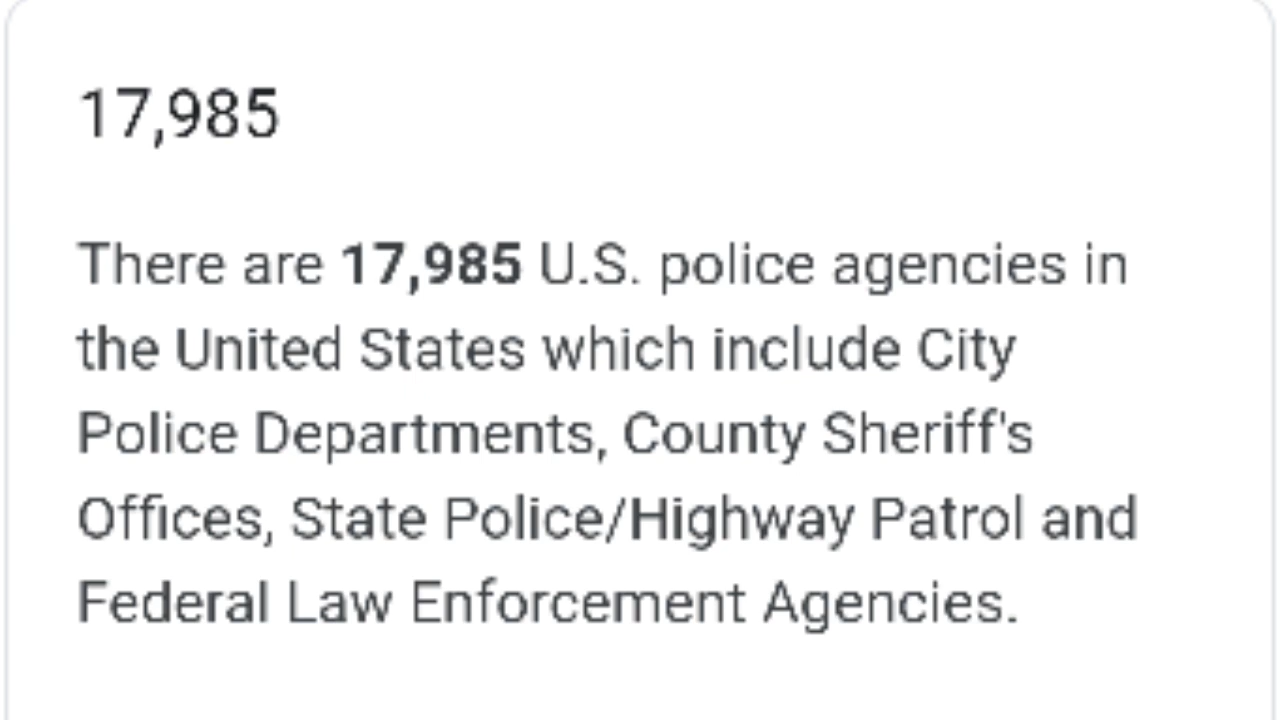 17,985
There are 17,985 U.S. police agencies in
the United States which include City
Police Departments, County Sheriff's
Offices, State Police/Highway Patrol and
Federal Law Enforcement Agencies.